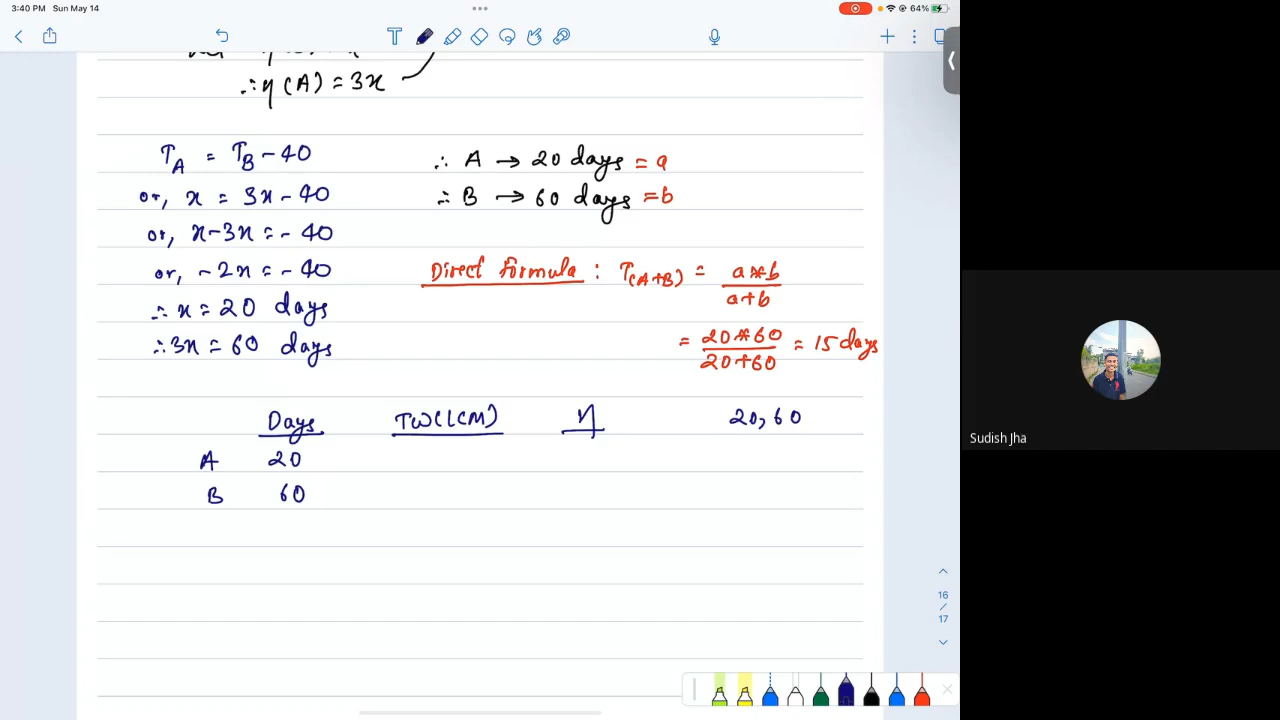 3:40 PM Sun May 14
64%
∴η(A) = 3x
T_A = T_B − 40
or, x = 3x − 40
or, x − 3x = − 40
or, −2x = − 40
∴ x = 20 days
∴3x = 60 days
∴ A → 20 days = a
∴ B → 60 days = b
Direct Formula : T(A+B) = a*b / a+b
= 20*60 / 20+60 = 15 days
Days TW(LCM) η 20, 60
A 20
B 60
16
/
17
Sudish Jha